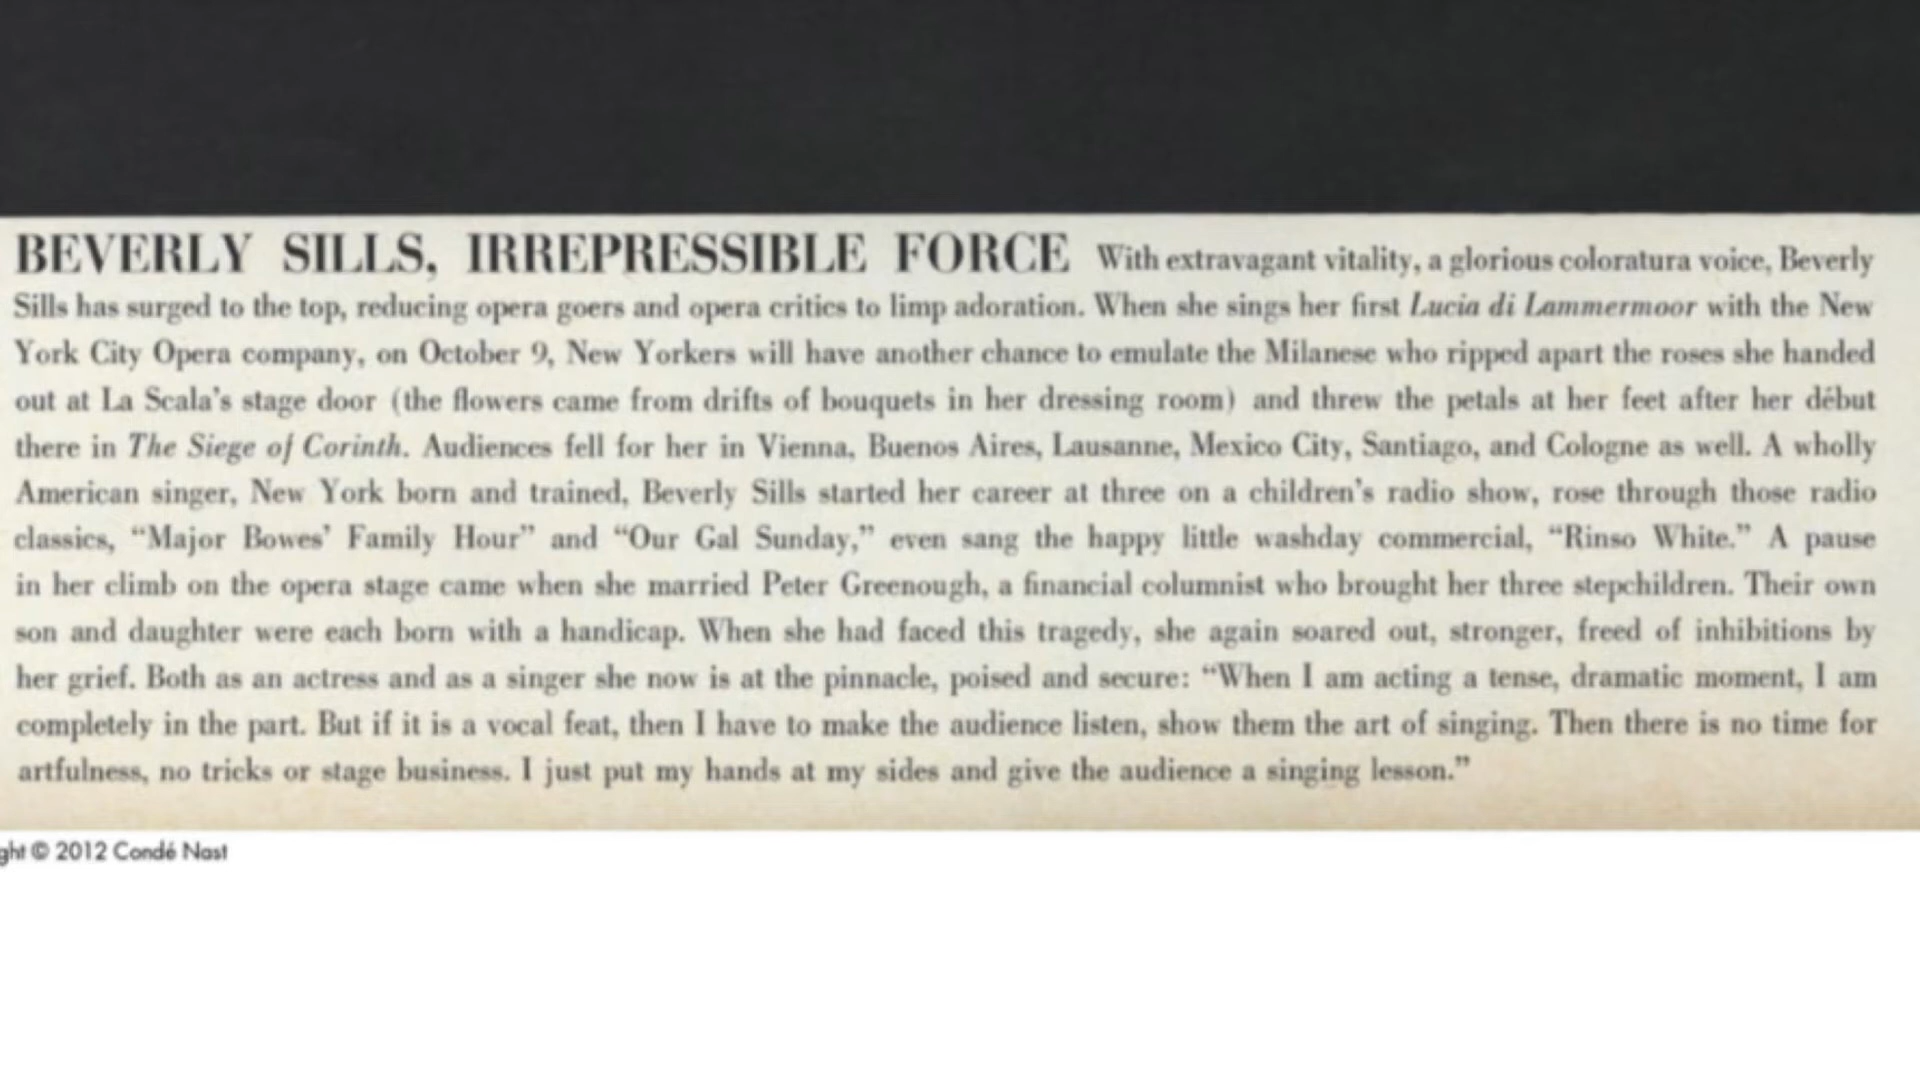 BEVERLY SILLS, IRREPRESSIBLE FORCE With extravagant vitality, a glorious coloratura voice, Beverly
Sills has surged to the top, reducing opera goers and opera critics to limp adoration. When she sings her first Lucia di Lammermoor with the New
York City Opera company, on October 9, New Yorkers will have another chance to emulate the Milanese who ripped apart the roses she handed
out at La Scala's stage door (the flowers came from drifts of bouquets in her dressing room) and threw the petals at her feet after her début
there in The Siege of Corinth. Audiences fell for her in Vienna, Buenos Aires, Lausanne, Mexico City, Santiago, and Cologne as well. A wholly
American singer, New York born and trained, Beverly Sills started her career at three on a children's radio show, rose through those radio
classics, “Major Bowes' Family Hour” and “Our Gal Sunday,” even sang the happy little washday commercial, “Rinso White.” A pause
in her climb on the opera stage came when she married Peter Greenough, a financial columnist who brought her three stepchildren. Their own
son and daughter were each born with a handicap. When she had faced this tragedy, she again soared out, stronger, freed of inhibitions by
her grief. Both as an actress and as a singer she now is at the pinnacle, poised and secure: “When I am acting a tense, dramatic moment, I am
completely in the part. But if it is a vocal feat, then I have to make the audience listen, show them the art of singing. Then there is no time for
artfulness, no tricks or stage business. I just put my hands at my sides and give the audience a singing lesson.”
ght © 2012 Condé Nast